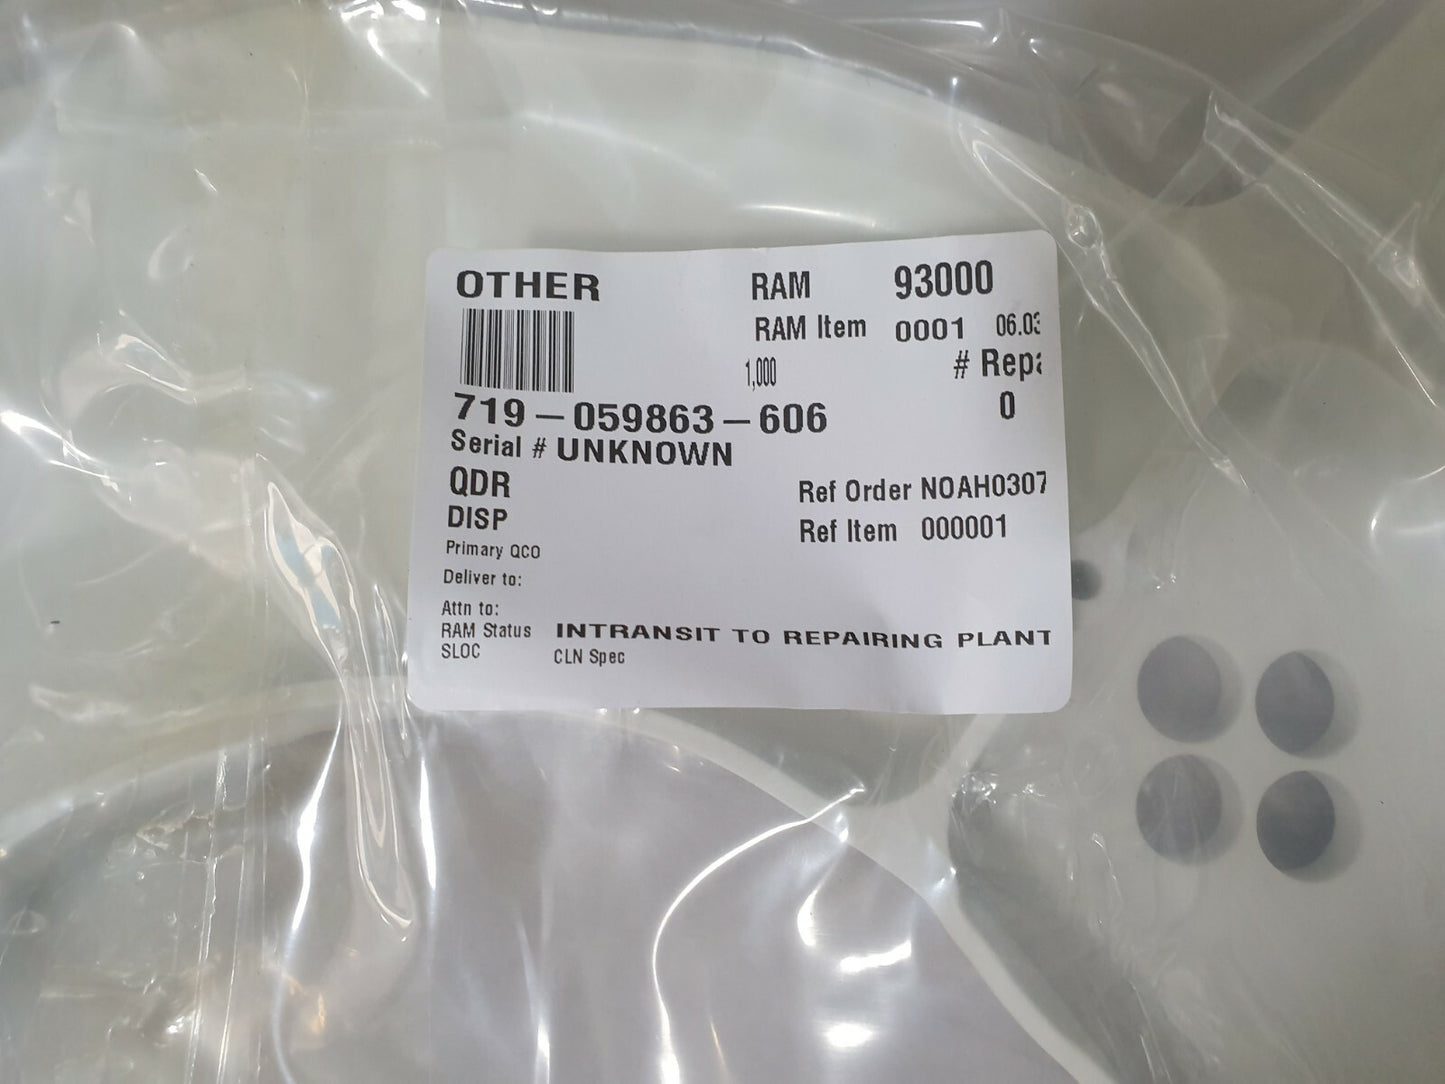 OTHER RAM 93000
RAM Item 0001 06.03
1,000 # Repa
719-059863-606 0
Serial # UNKNOWN
QDR Ref Order NOAH0307
DISP Ref Item 000001
Primary QCO
Deliver to:
Attn to:
RAM Status INTRANSIT TO REPAIRING PLANT
SLOC CLN Spec